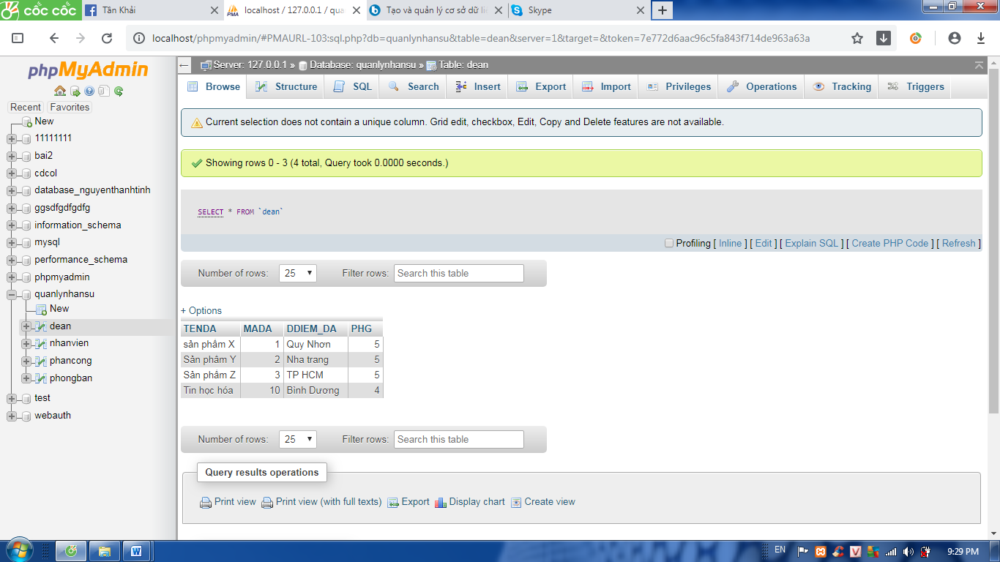 cốc cốc
Tân Khải
localhost / 127.0.0.1 / qua
Tạo và quản lý cơ sở dữ liệ
Skype
localhost/phpmyadmin/#PMAURL-103:sql.php?db=quanlynhansu&table=dean&server=1&target=&token=7e772d6aac96c5fa843f714de963a63a
phpMyAdmin
Recent Favorites
New
11111111
bai2
cdcol
database_nguyenthanhtinh
ggsdfgdfgdfg
information_schema
mysql
performance_schema
phpmyadmin
quanlynhansu
New
dean
nhanvien
phancong
phongban
test
webauth
Server: 127.0.0.1 » Database: quanlynhansu » Table: dean
Browse Structure SQL Search Insert Export Import Privileges Operations Tracking Triggers
Current selection does not contain a unique column. Grid edit, checkbox, Edit, Copy and Delete features are not available.
Showing rows 0 - 3 (4 total, Query took 0.0000 seconds.)
SELECT * FROM `dean`
Profiling [ Inline ] [ Edit ] [ Explain SQL ] [ Create PHP Code ] [ Refresh ]
Number of rows: 25 Filter rows: Search this table
+ Options
TENDA MADA DDIEM_DA PHG
sản phẩm X 1 Quy Nhơn 5
Sản phẩm Y 2 Nha trang 5
Sản phẩm Z 3 TP HCM 5
Tin học hóa 10 Bình Dương 4
Number of rows: 25 Filter rows: Search this table
Query results operations
Print view Print view (with full texts) Export Display chart Create view
EN
9:29 PM